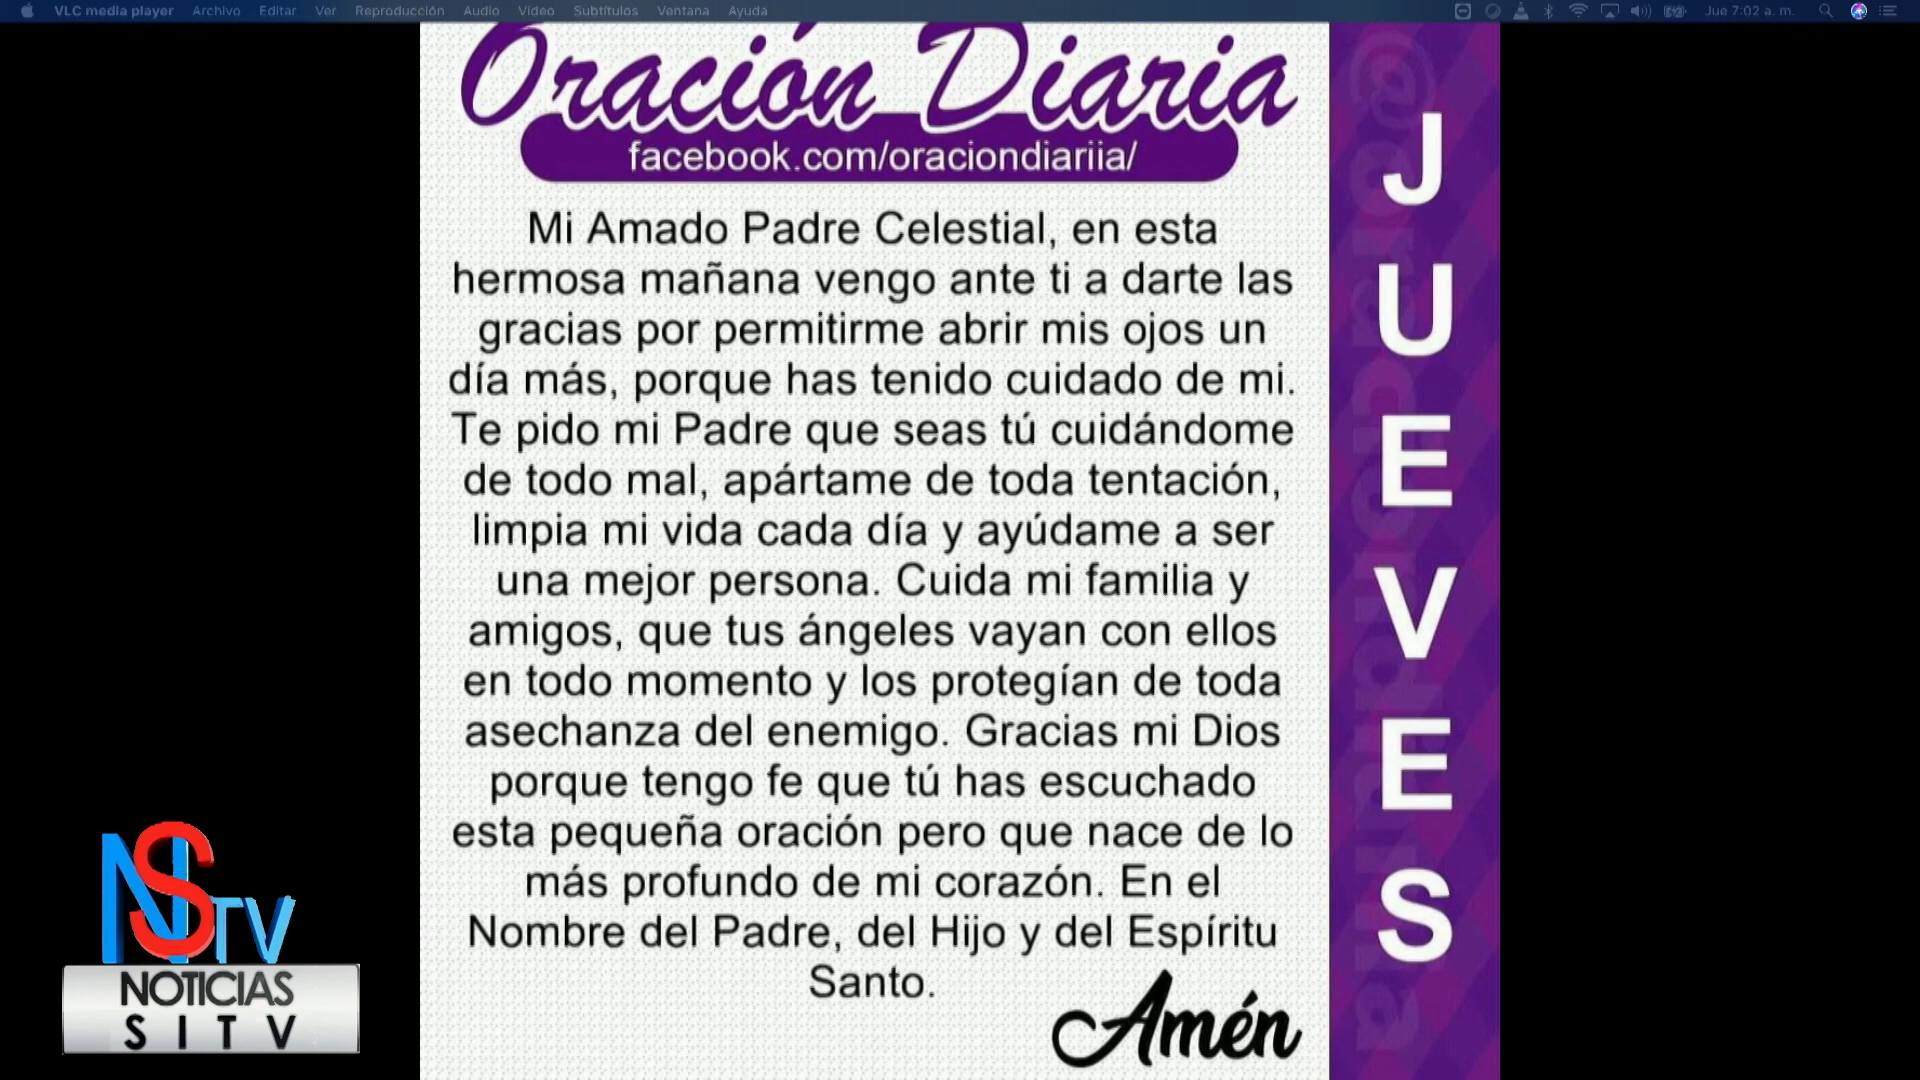 VLC media player Archivo Editar Ver Reproducción Audio Vídeo Subtítulos Ventana Ayuda Jue 7:02 a. m.
Oración Diaria
facebook.com/oraciondiariia/
Mi Amado Padre Celestial, en esta
hermosa mañana vengo ante ti a darte las
gracias por permitirme abrir mis ojos un
día más, porque has tenido cuidado de mi.
Te pido mi Padre que seas tú cuidándome
de todo mal, apártame de toda tentación,
limpia mi vida cada día y ayúdame a ser
una mejor persona. Cuida mi familia y
amigos, que tus ángeles vayan con ellos
en todo momento y los protegían de toda
asechanza del enemigo. Gracias mi Dios
porque tengo fe que tú has escuchado
esta pequeña oración pero que nace de lo
más profundo de mi corazón. En el
Nombre del Padre, del Hijo y del Espíritu
Santo.
Amén
JUEVES
NSTV
NOTICIAS
SITV